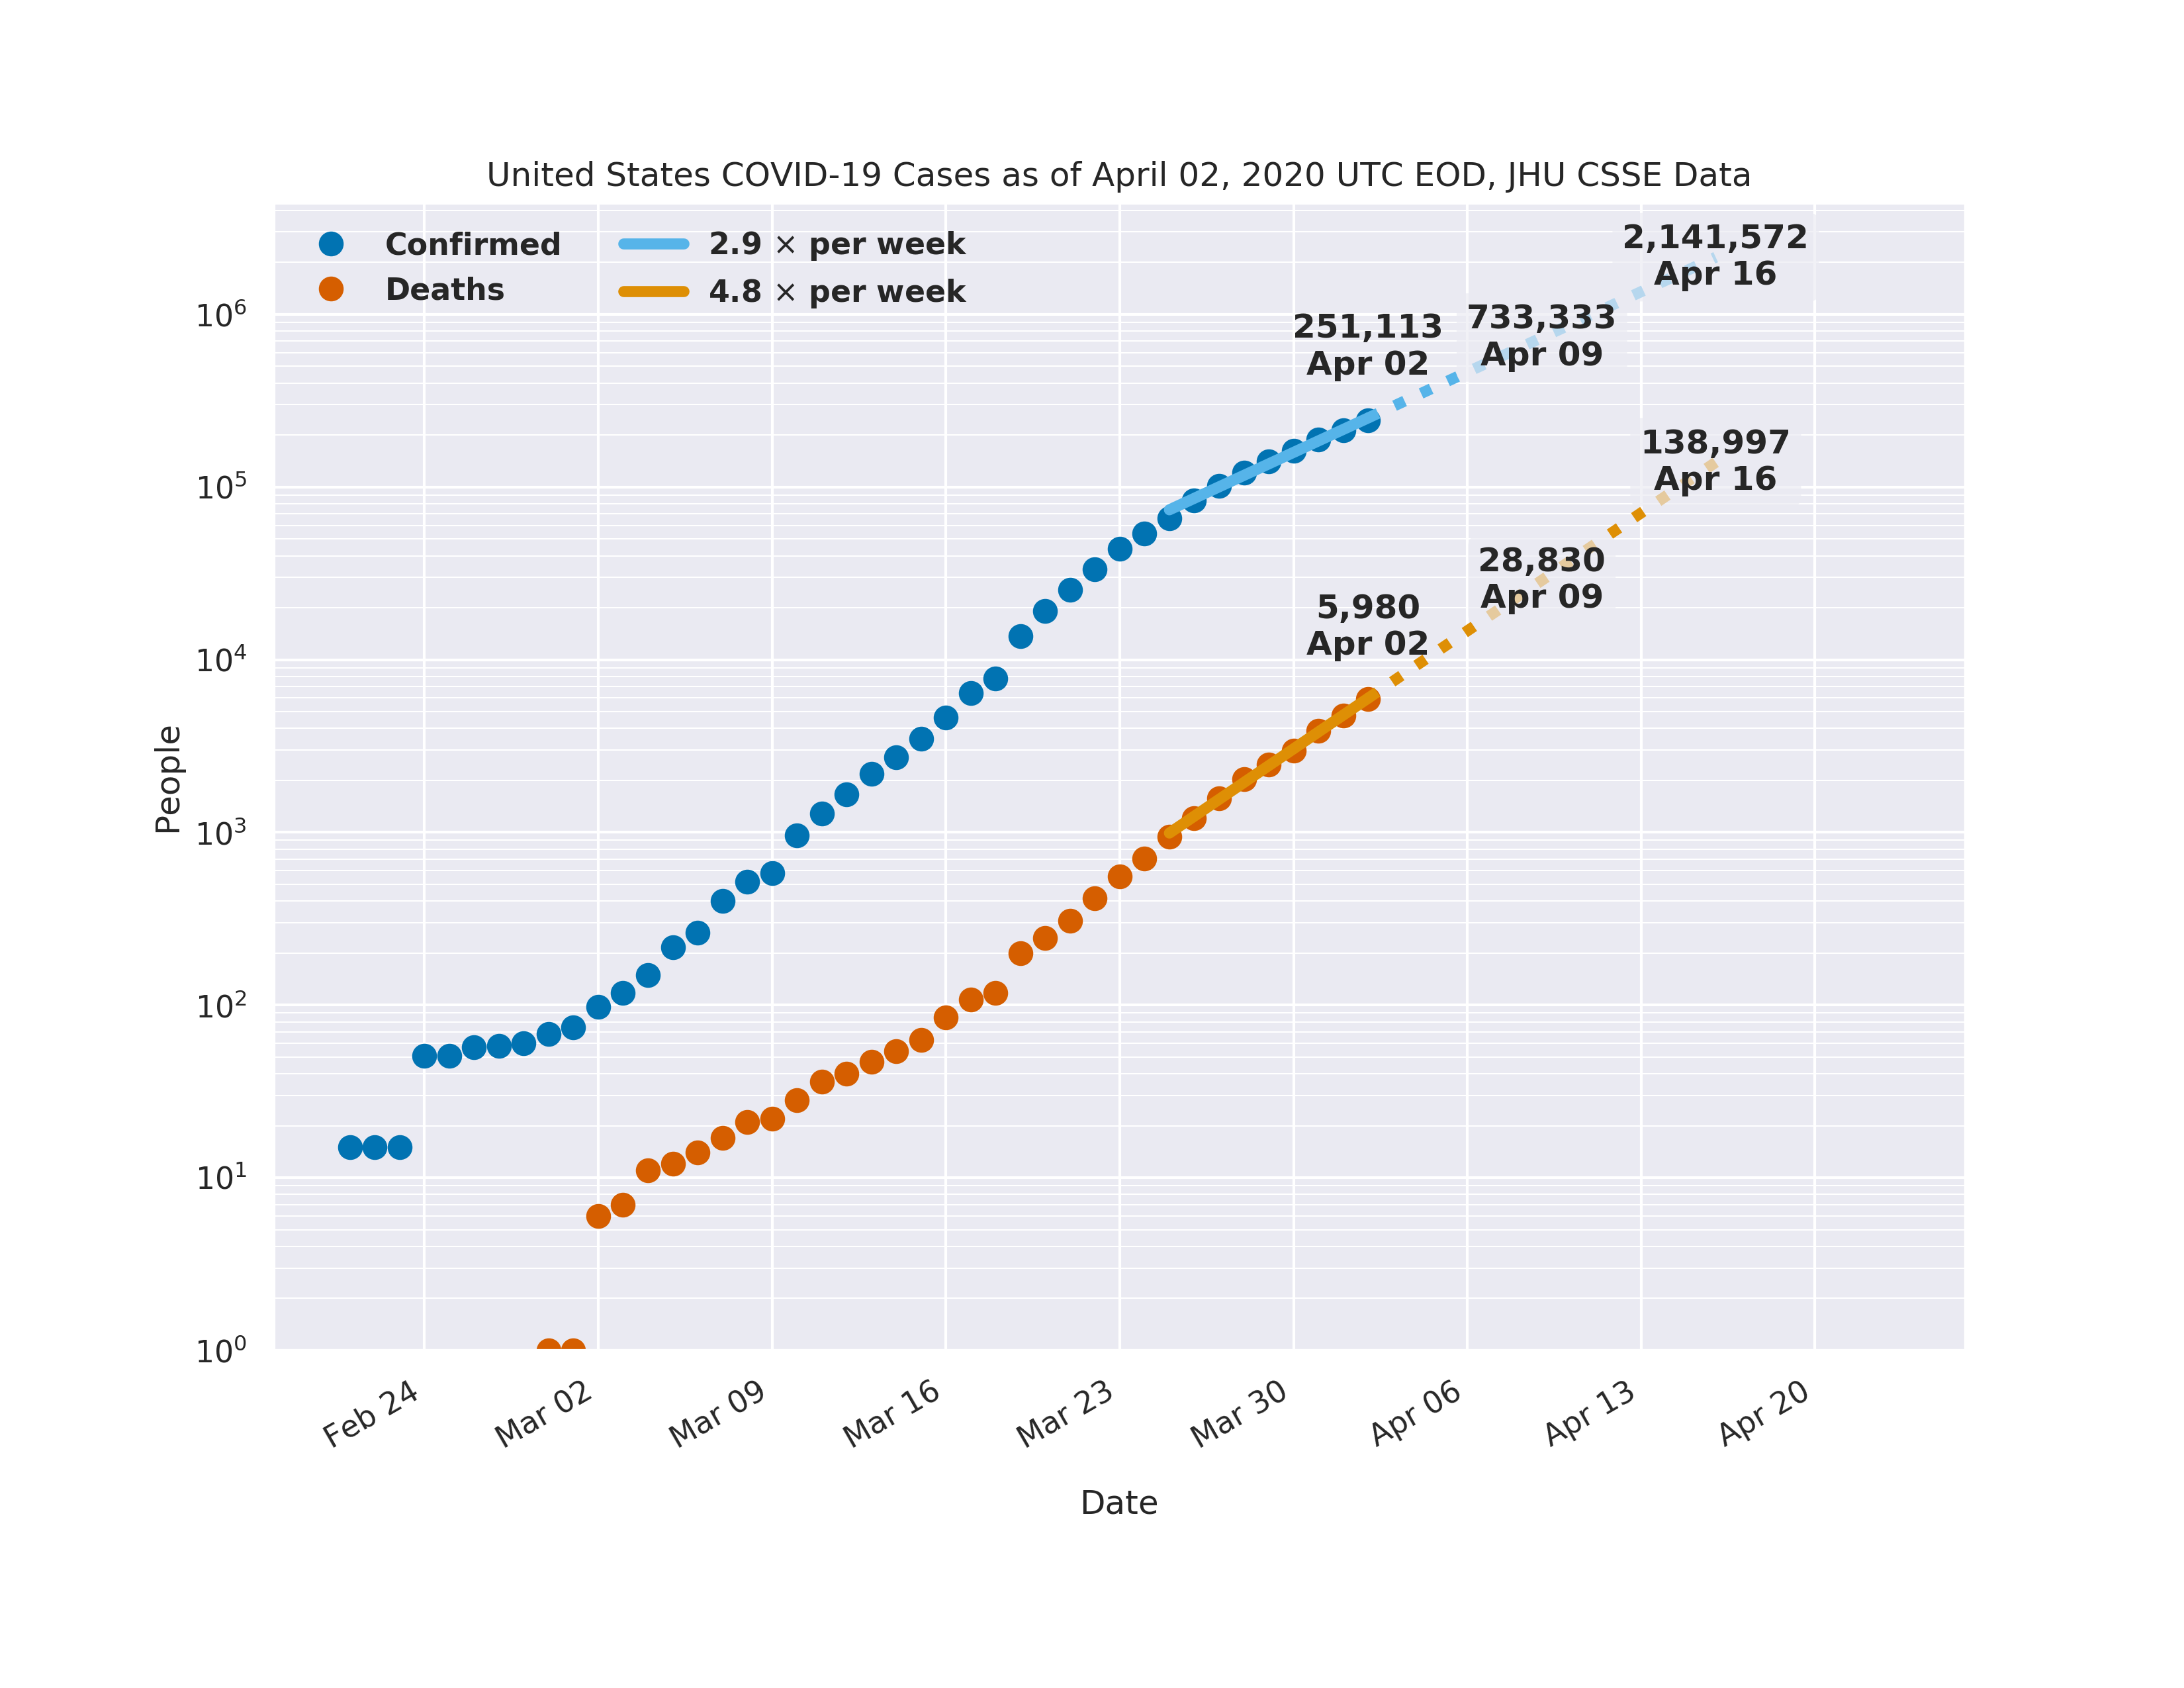 United States COVID-19 Cases as of April 02, 2020 UTC EOD, JHU CSSE Data
Confirmed
Deaths
2.9 × per week
4.8 × per week
2,141,572
Apr 16
733,333
Apr 09
251,113
Apr 02
138,997
Apr 16
28,830
Apr 09
5,980
Apr 02
People
10⁶
10⁵
10⁴
10³
10²
10¹
10⁰
Feb 24
Mar 02
Mar 09
Mar 16
Mar 23
Mar 30
Apr 06
Apr 13
Apr 20
Date